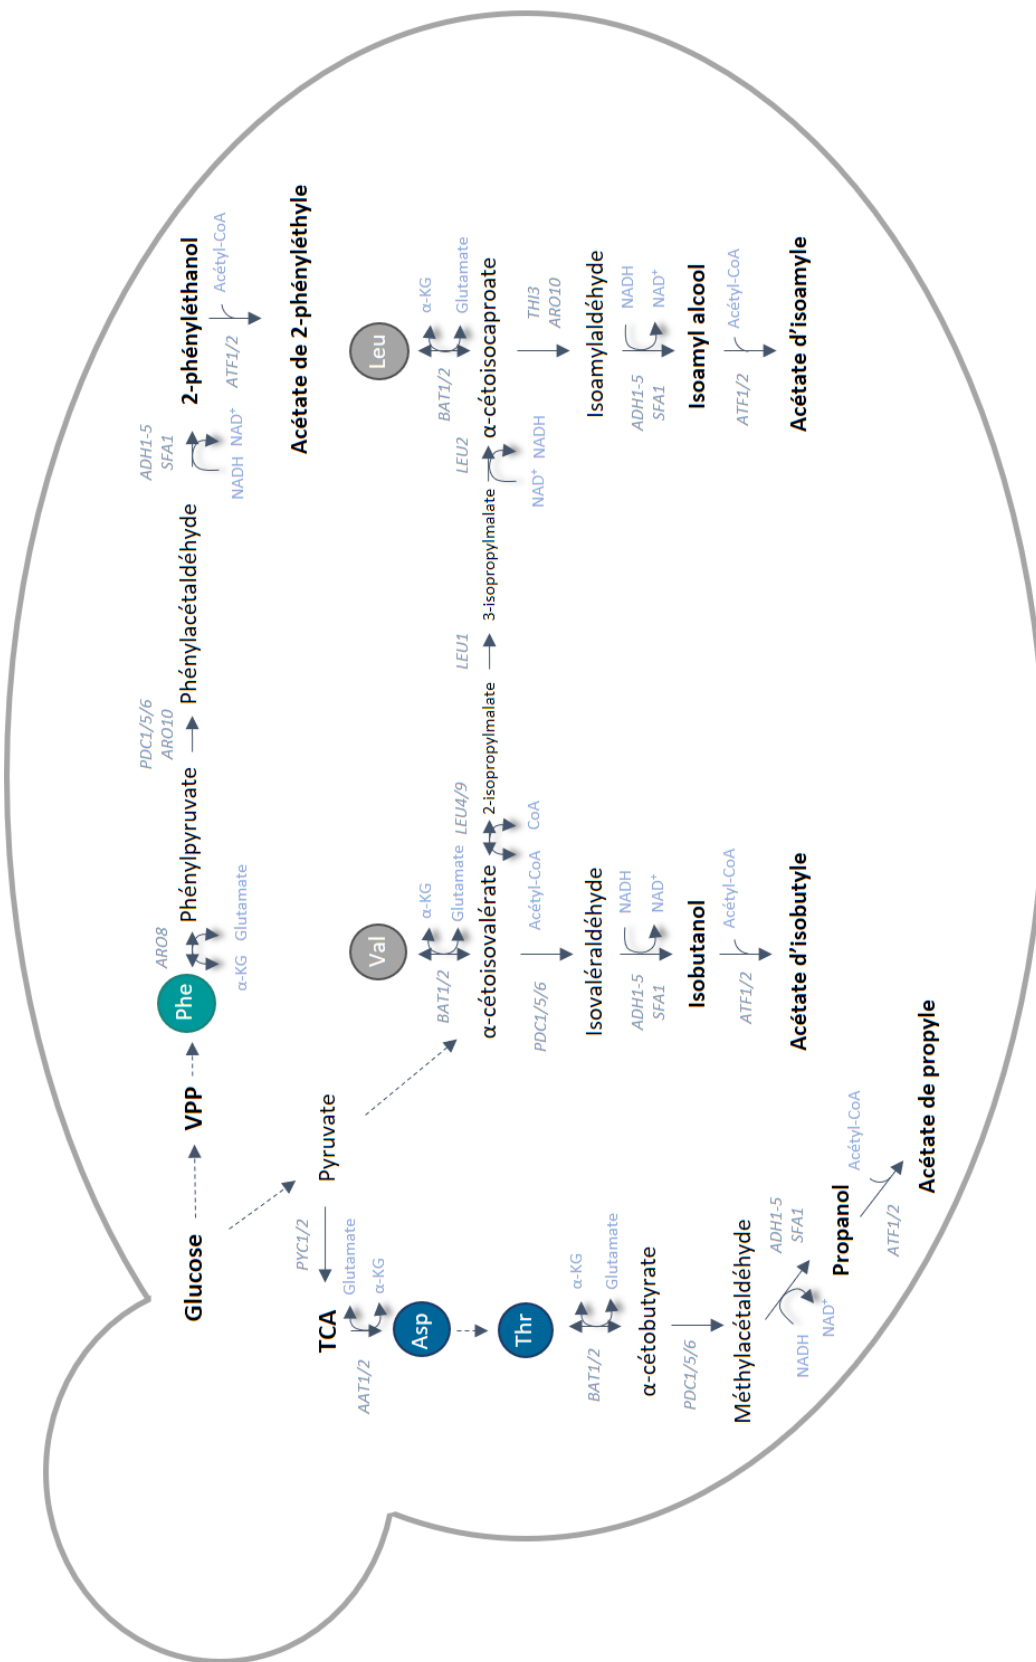 Glucose
VPP
Phe
ARO8
α-KG
Glutamate
Phénylpyruvate
PDC1/5/6
ARO10
Phénylacétaldéhyde
ADH1-5
SFA1
NADH
NAD⁺
2-phényléthanol
ATF1/2
Acétyl-CoA
Acétate de 2-phényléthyle
Pyruvate
PYC1/2
TCA
AAT1/2
Glutamate
α-KG
Asp
Thr
BAT1/2
α-KG
Glutamate
α-cétobutyrate
PDC1/5/6
Méthylacétaldéhyde
ADH1-5
SFA1
NADH
NAD⁺
Propanol
ATF1/2
Acétyl-CoA
Acétate de propyle
Val
BAT1/2
α-KG
Glutamate
α-cétoisovalérate
LEU4/9
Acétyl-CoA
CoA
2-isopropylmalate
LEU1
3-isopropylmalate
LEU2
NAD⁺
NADH
α-cétoisocaproate
PDC1/5/6
Isovaléraldéhyde
ADH1-5
SFA1
NADH
NAD⁺
Isobutanol
ATF1/2
Acétyl-CoA
Acétate d'isobutyle
Leu
BAT1/2
α-KG
Glutamate
THI3
ARO10
Isoamylaldéhyde
ADH1-5
SFA1
NADH
NAD⁺
Isoamyl alcool
ATF1/2
Acétyl-CoA
Acétate d'isoamyle